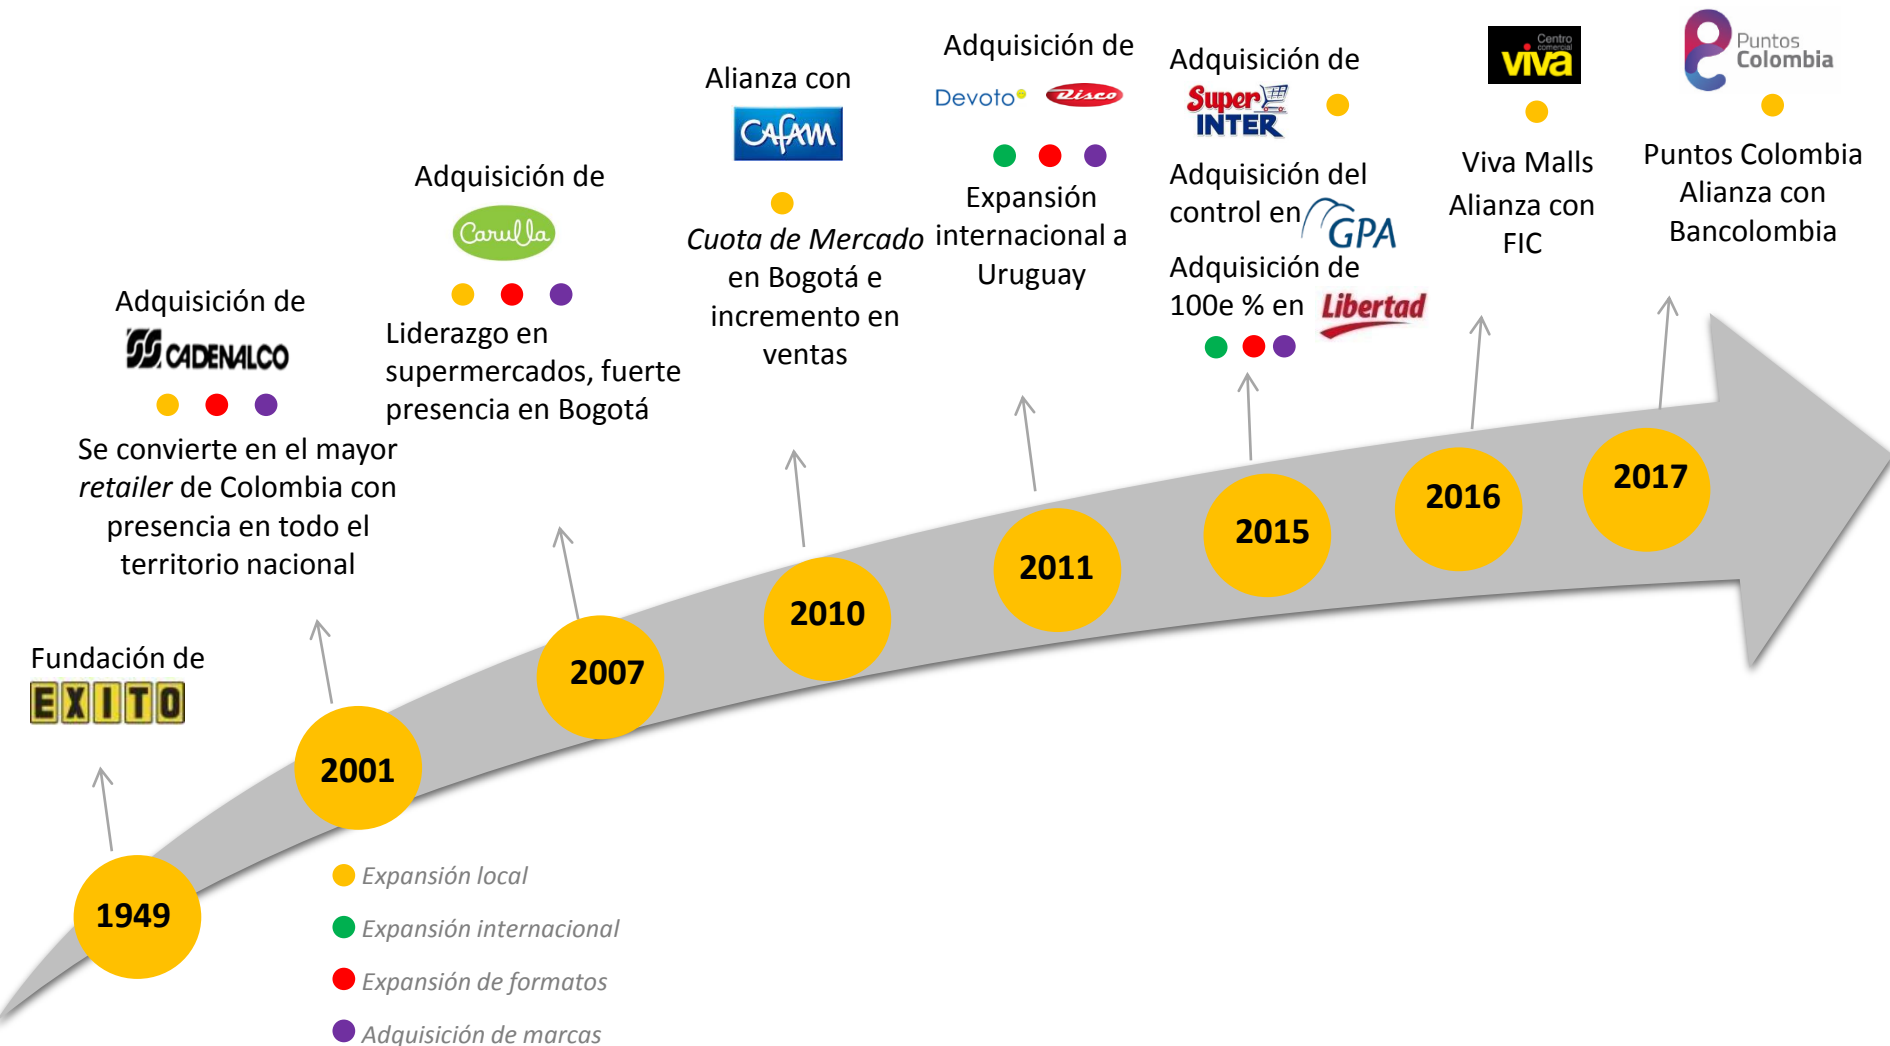 Fundación de
EXITO
1949
Adquisición de
CADENALCO
Se convierte en el mayor
retailer de Colombia con
presencia en todo el
territorio nacional
2001
Adquisición de
Carulla
Liderazgo en
supermercados, fuerte
presencia en Bogotá
2007
Alianza con
CAFAM
Cuota de Mercado
en Bogotá e
incremento en
ventas
2010
Adquisición de
Devoto Disco
Expansión
internacional a
Uruguay
2011
Adquisición de
Super
INTER
Adquisición del
control en GPA
Adquisición de
100e % en Libertad
2015
Centro
comercial
viva
Viva Malls
Alianza con
FIC
2016
Puntos
Colombia
Puntos Colombia
Alianza con
Bancolombia
2017
Expansión local
Expansión internacional
Expansión de formatos
Adquisición de marcas